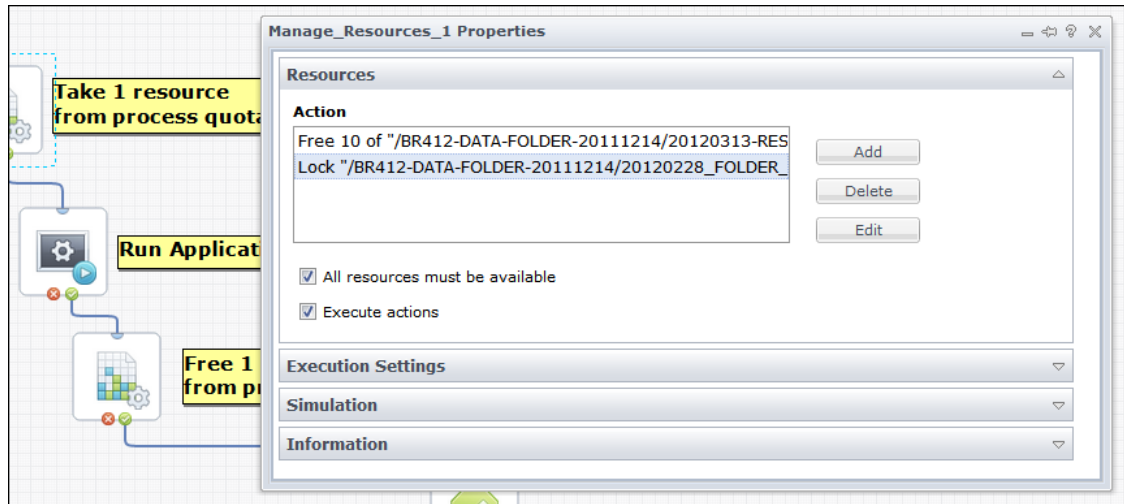 Manage_Resources_1 Properties
Resources
Action
Free 10 of "/BR412-DATA-FOLDER-20111214/20120313-RES
Lock "/BR412-DATA-FOLDER-20111214/20120228_FOLDER_
Add
Delete
Edit
All resources must be available
Execute actions
Execution Settings
Simulation
Information
Take 1 resource
from process quota
Run Applicat
Free 1
from pr